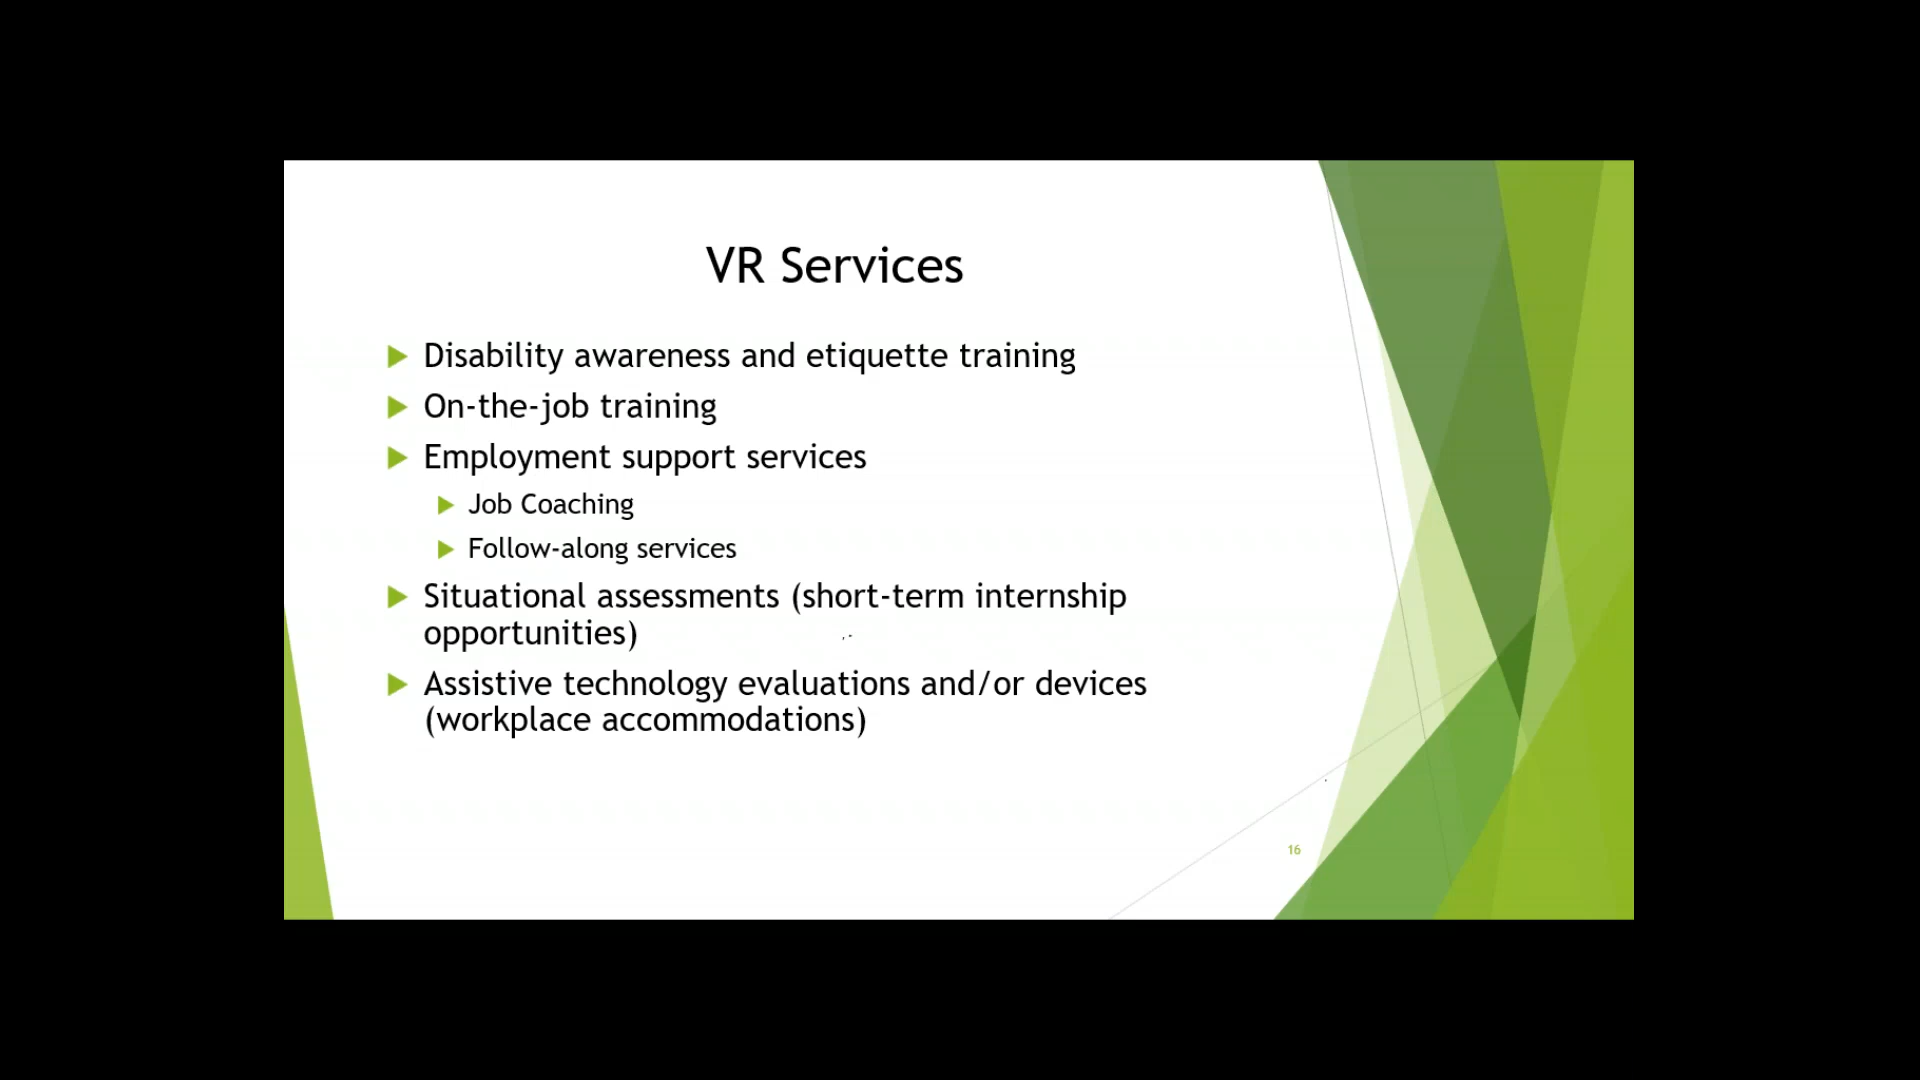 VR Services
Disability awareness and etiquette training
On-the-job training
Employment support services
Job Coaching
Follow-along services
Situational assessments (short-term internship
opportunities)
Assistive technology evaluations and/or devices
(workplace accommodations)
16